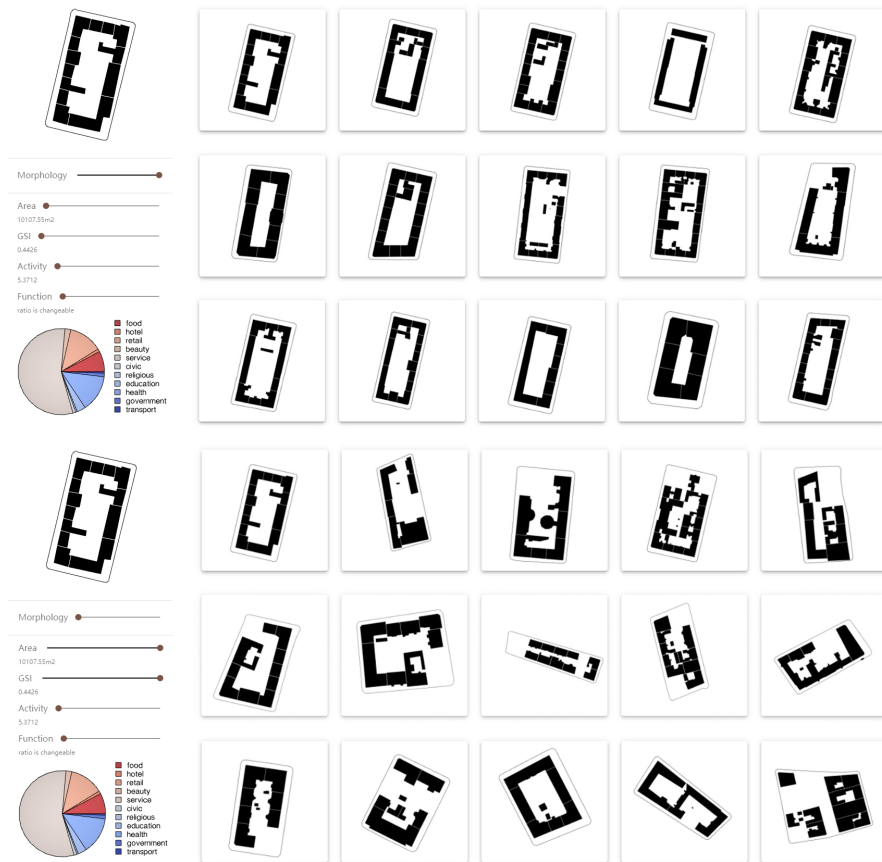 Morphology
Area
10107.55m2
GSI
0.4426
Activity
5.3712
Function
ratio is changeable
food
hotel
retail
beauty
service
civic
religious
education
health
government
transport
Morphology
Area
10107.55m2
GSI
0.4426
Activity
5.3712
Function
ratio is changeable
food
hotel
retail
beauty
service
civic
religious
education
health
government
transport